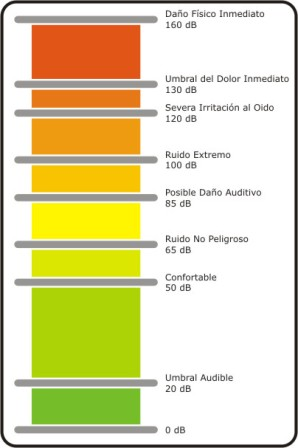 Daño Físico Inmediato
160 dB
Umbral del Dolor Inmediato
130 dB
Severa Irritación al Oido
120 dB
Ruido Extremo
100 dB
Posible Daño Auditivo
85 dB
Ruido No Peligroso
65 dB
Confortable
50 dB
Umbral Audible
20 dB
0 dB